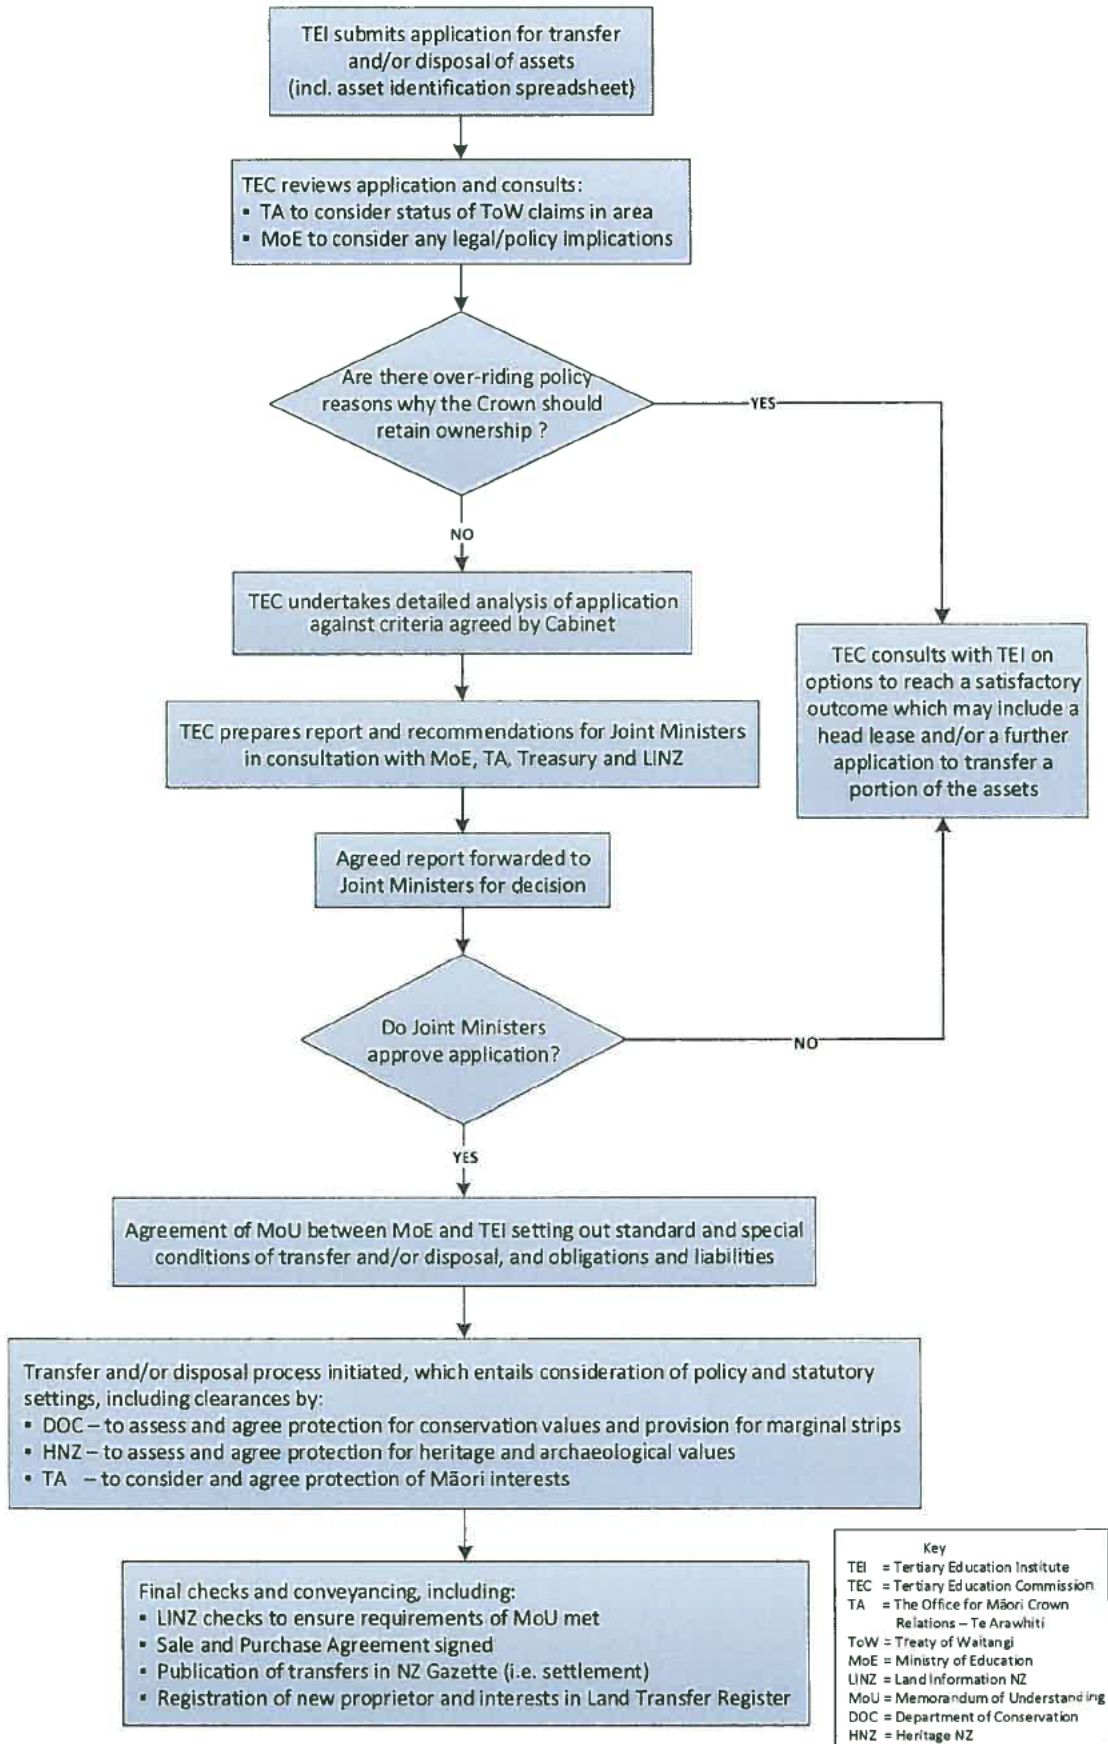 TEI submits application for transfer
and/or disposal of assets
(incl. asset identification spreadsheet)
TEC reviews application and consults:
▪ TA to consider status of ToW claims in area
▪ MoE to consider any legal/policy implications
Are there over-riding policy
reasons why the Crown should
retain ownership ?
YES
NO
TEC undertakes detailed analysis of application
against criteria agreed by Cabinet
TEC consults with TEI on
options to reach a satisfactory
outcome which may include a
head lease and/or a further
application to transfer a
portion of the assets
TEC prepares report and recommendations for Joint Ministers
in consultation with MoE, TA, Treasury and LINZ
Agreed report forwarded to
Joint Ministers for decision
Do Joint Ministers
approve application?
NO
YES
Agreement of MoU between MoE and TEI setting out standard and special
conditions of transfer and/or disposal, and obligations and liabilities
Transfer and/or disposal process initiated, which entails consideration of policy and statutory
settings, including clearances by:
▪ DOC – to assess and agree protection for conservation values and provision for marginal strips
▪ HNZ – to assess and agree protection for heritage and archaeological values
▪ TA – to consider and agree protection of Māori interests
Final checks and conveyancing, including:
▪ LINZ checks to ensure requirements of MoU met
▪ Sale and Purchase Agreement signed
▪ Publication of transfers in NZ Gazette (i.e. settlement)
▪ Registration of new proprietor and interests in Land Transfer Register
Key
TEI = Tertiary Education Institute
TEC = Tertiary Education Commission
TA = The Office for Māori Crown
Relations – Te Arawhiti
ToW = Treaty of Waitangi
MoE = Ministry of Education
LINZ = Land Information NZ
MoU = Memorandum of Understanding
DOC = Department of Conservation
HNZ = Heritage NZ